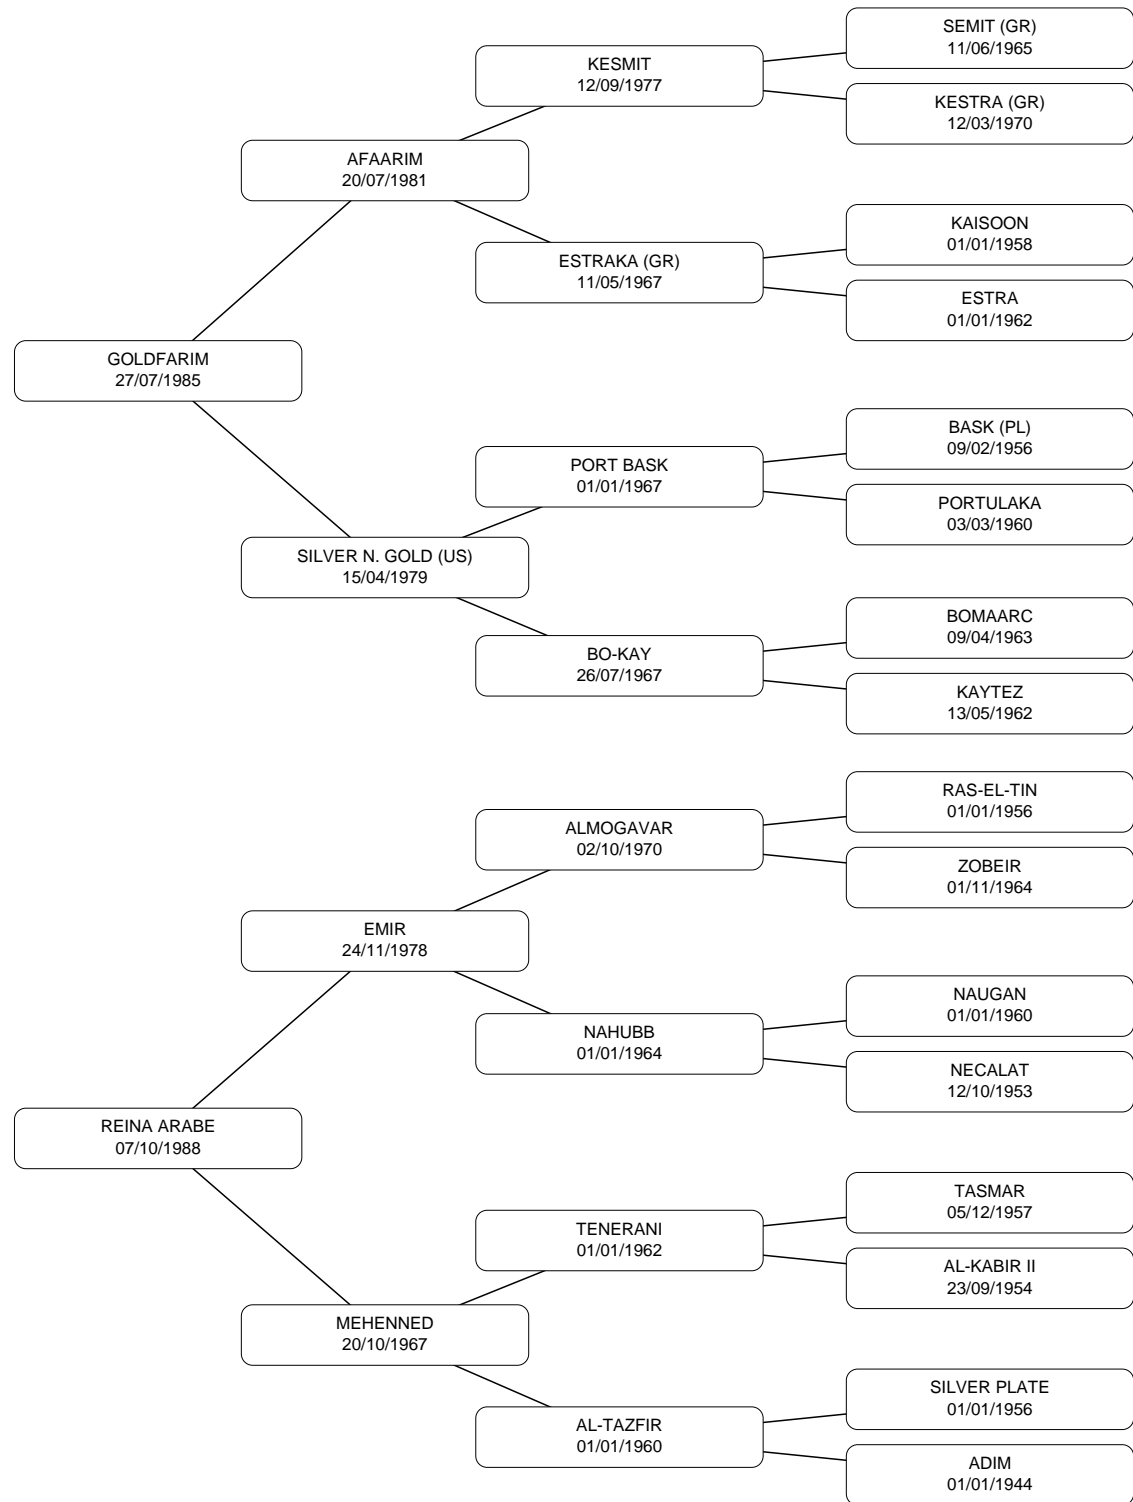 SEMIT (GR)
11/06/1965
KESMIT
12/09/1977
KESTRA (GR)
12/03/1970
AFAARIM
20/07/1981
KAISOON
01/01/1958
ESTRAKA (GR)
11/05/1967
ESTRA
01/01/1962
GOLDFARIM
27/07/1985
BASK (PL)
09/02/1956
PORT BASK
01/01/1967
PORTULAKA
03/03/1960
SILVER N. GOLD (US)
15/04/1979
BOMAARC
09/04/1963
BO-KAY
26/07/1967
KAYTEZ
13/05/1962
RAS-EL-TIN
01/01/1956
ALMOGAVAR
02/10/1970
ZOBEIR
01/11/1964
EMIR
24/11/1978
NAUGAN
01/01/1960
NAHUBB
01/01/1964
NECALAT
12/10/1953
REINA ARABE
07/10/1988
TASMAR
05/12/1957
TENERANI
01/01/1962
AL-KABIR II
23/09/1954
MEHENNED
20/10/1967
SILVER PLATE
01/01/1956
AL-TAZFIR
01/01/1960
ADIM
01/01/1944